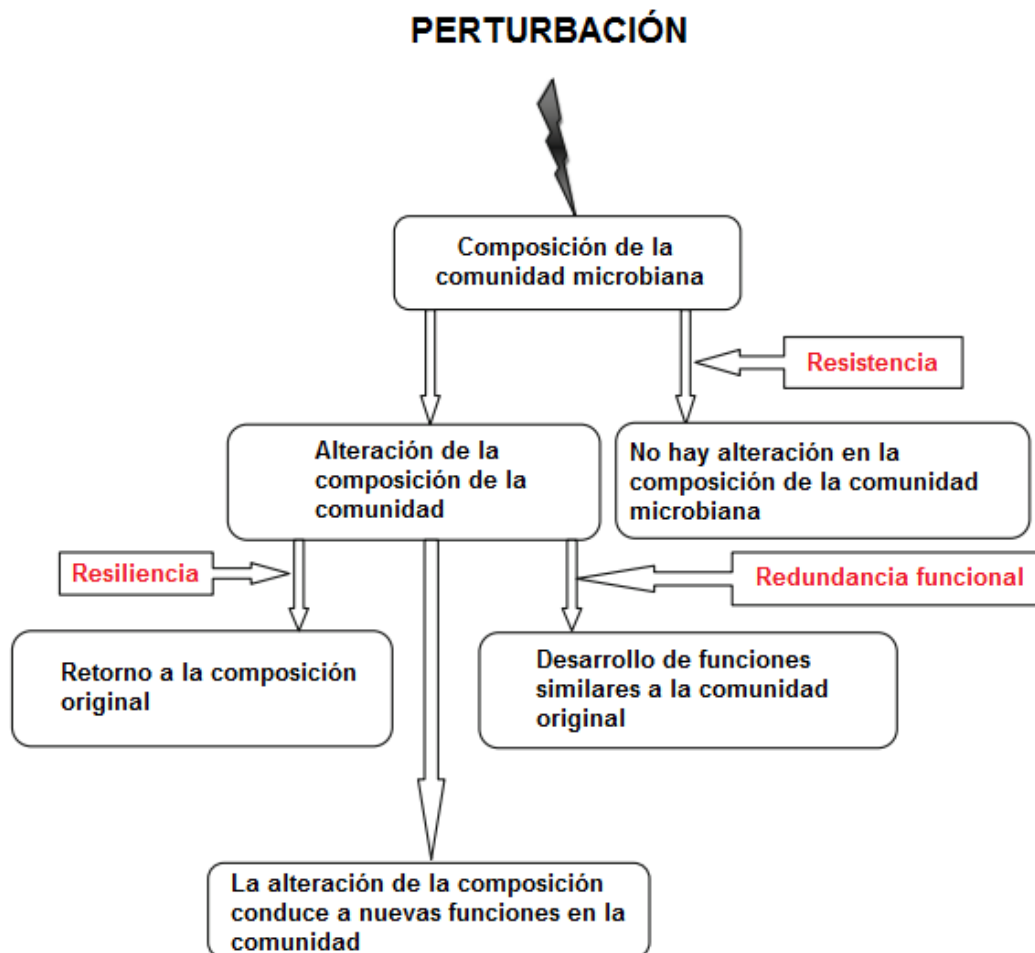 PERTURBACIÓN
Composición de la
comunidad microbiana
Resistencia
Alteración de la
composición de la
comunidad
No hay alteración en la
composición de la comunidad
microbiana
Resiliencia
Redundancia funcional
Retorno a la composición
original
Desarrollo de funciones
similares a la comunidad
original
La alteración de la composición
conduce a nuevas funciones en la
comunidad